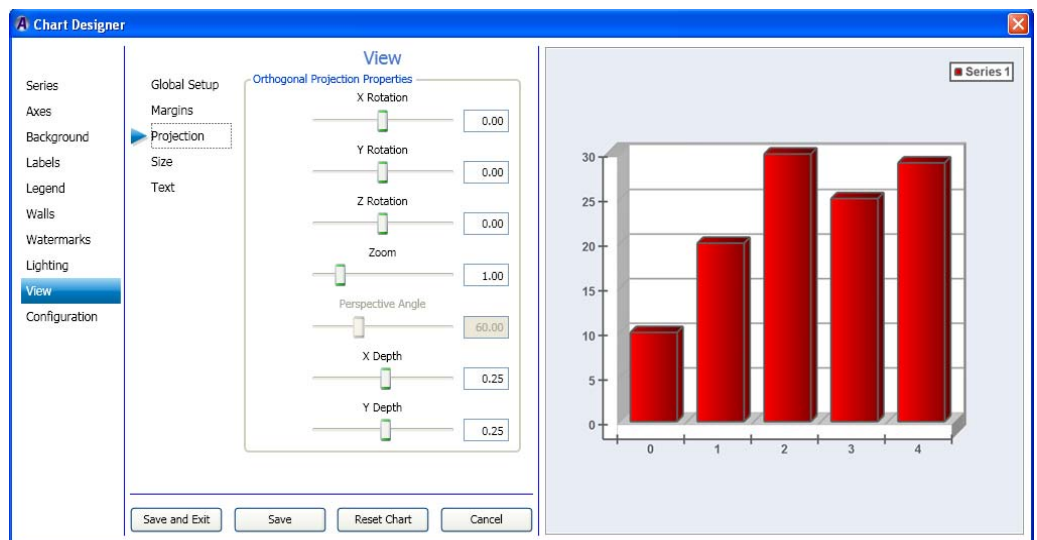 Chart Designer
Series
Axes
Background
Labels
Legend
Walls
Watermarks
Lighting
View
Configuration
Global Setup
Margins
Projection
Size
Text
View
Orthogonal Projection Properties
X Rotation
0.00
Y Rotation
0.00
Z Rotation
0.00
Zoom
1.00
Perspective Angle
60.00
X Depth
0.25
Y Depth
0.25
Save and Exit
Save
Reset Chart
Cancel
Series 1
30
25
20
15
10
5
0
0 1 2 3 4